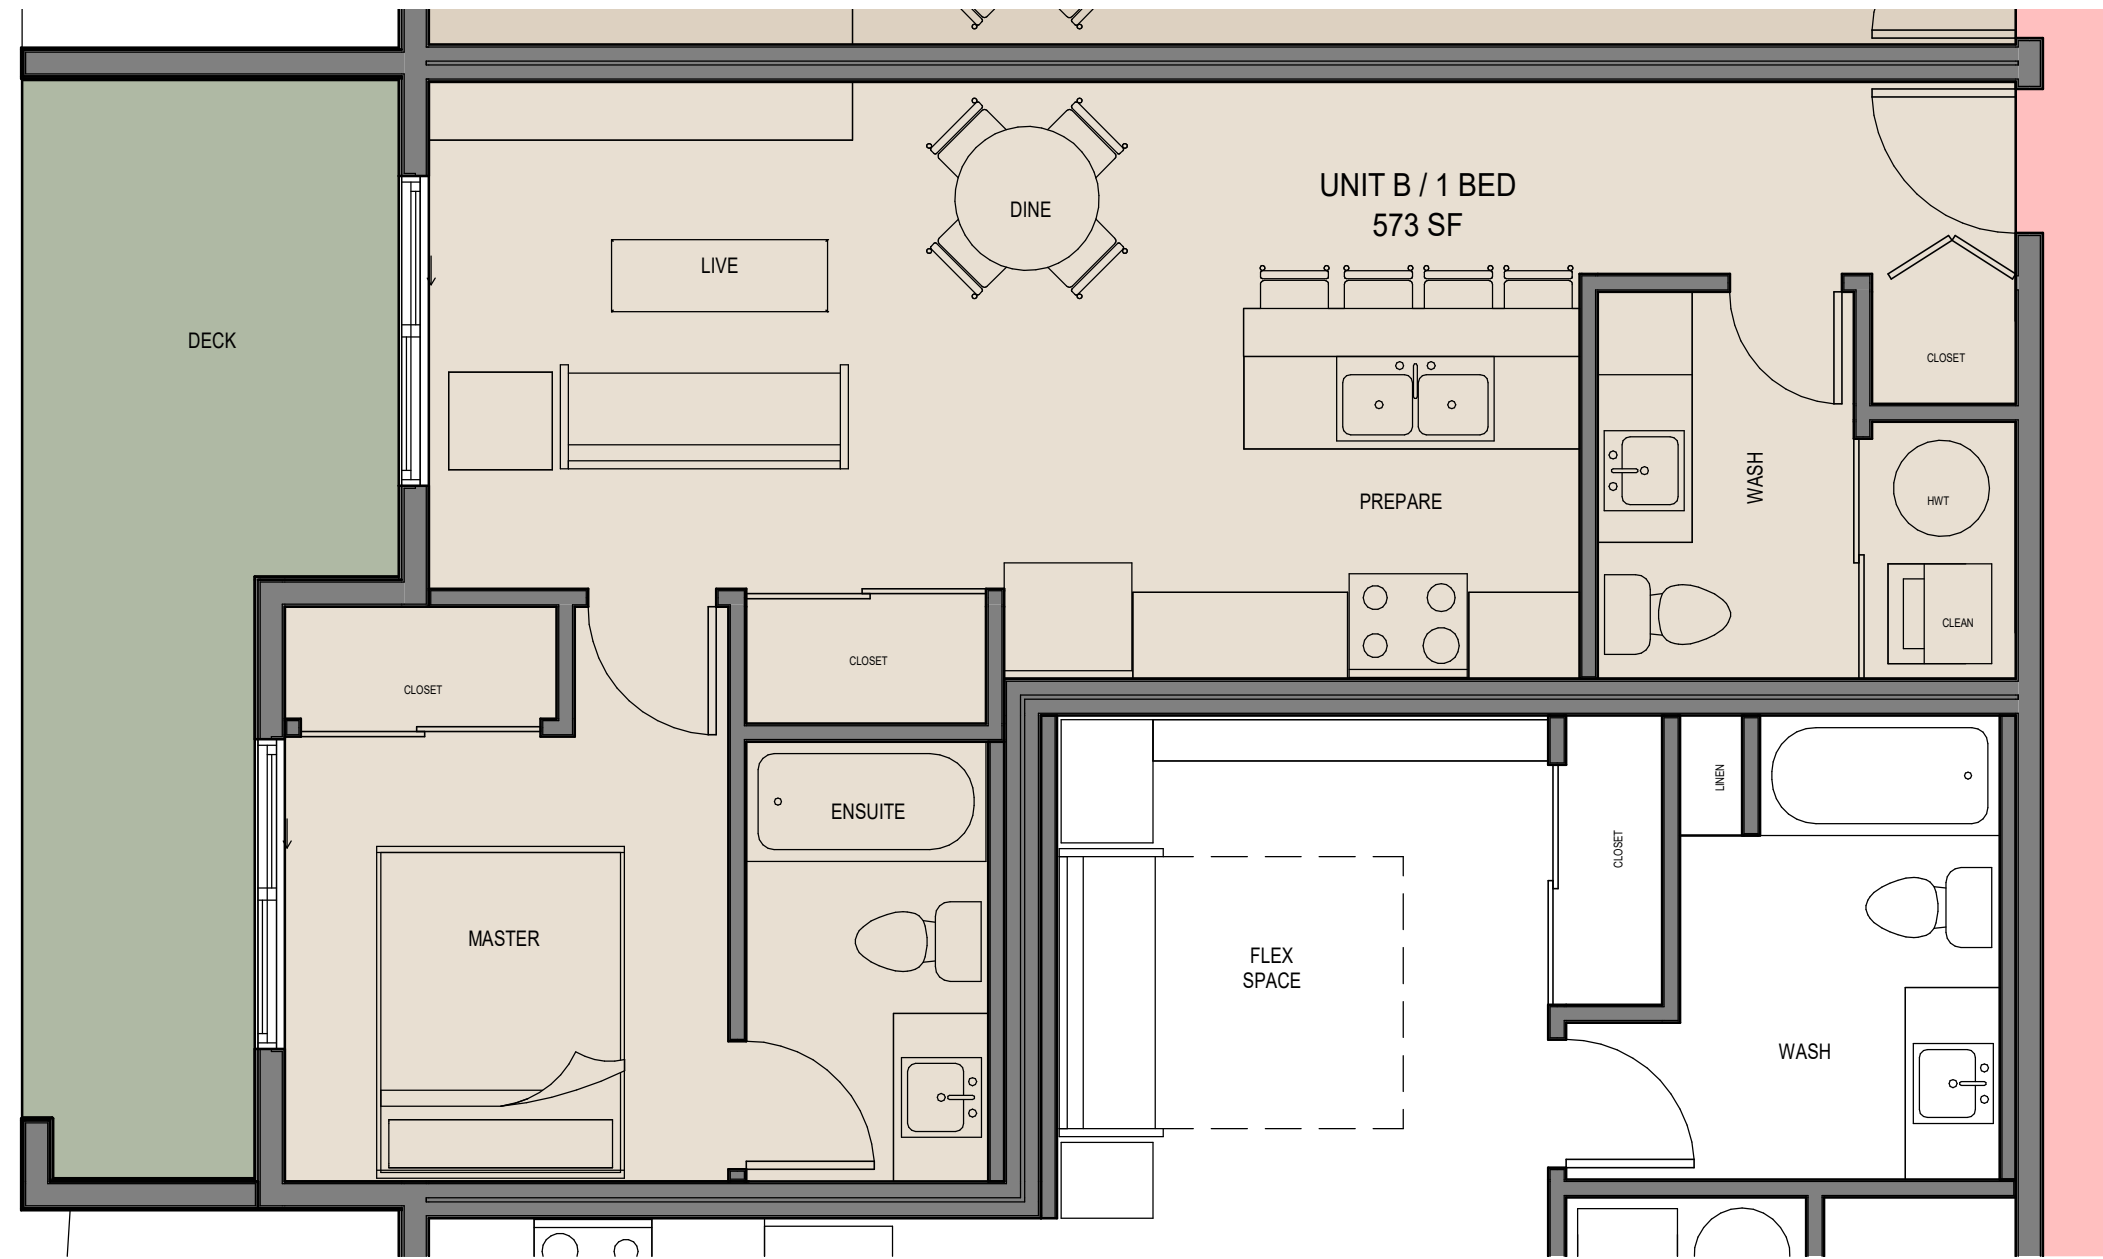 UNIT B / 1 BED
573 SF
DINE
LIVE
DECK
CLOSET
WASH
HWT
PREPARE
CLEAN
CLOSET
CLOSET
ENSUITE
LINEN
CLOSET
MASTER
FLEX
SPACE
WASH